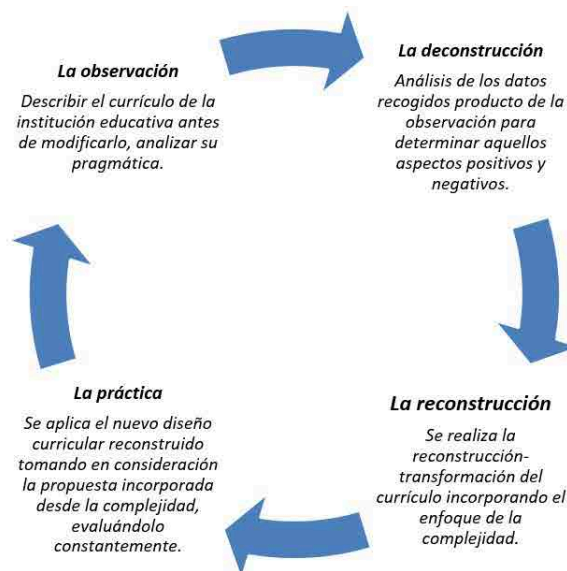 La observación
Describir el currículo de la
institución educativa antes
de modificarlo, analizar su
pragmática.
La deconstrucción
Análisis de los datos
recogidos producto de la
observación para
determinar aquellos
aspectos positivos y
negativos.
La reconstrucción
Se realiza la
reconstrucción-
transformación del
currículo incorporando el
enfoque de la
complejidad.
La práctica
Se aplica el nuevo diseño
curricular reconstruido
tomando en consideración
la propuesta incorporada
desde la complejidad,
evaluándolo
constantemente.